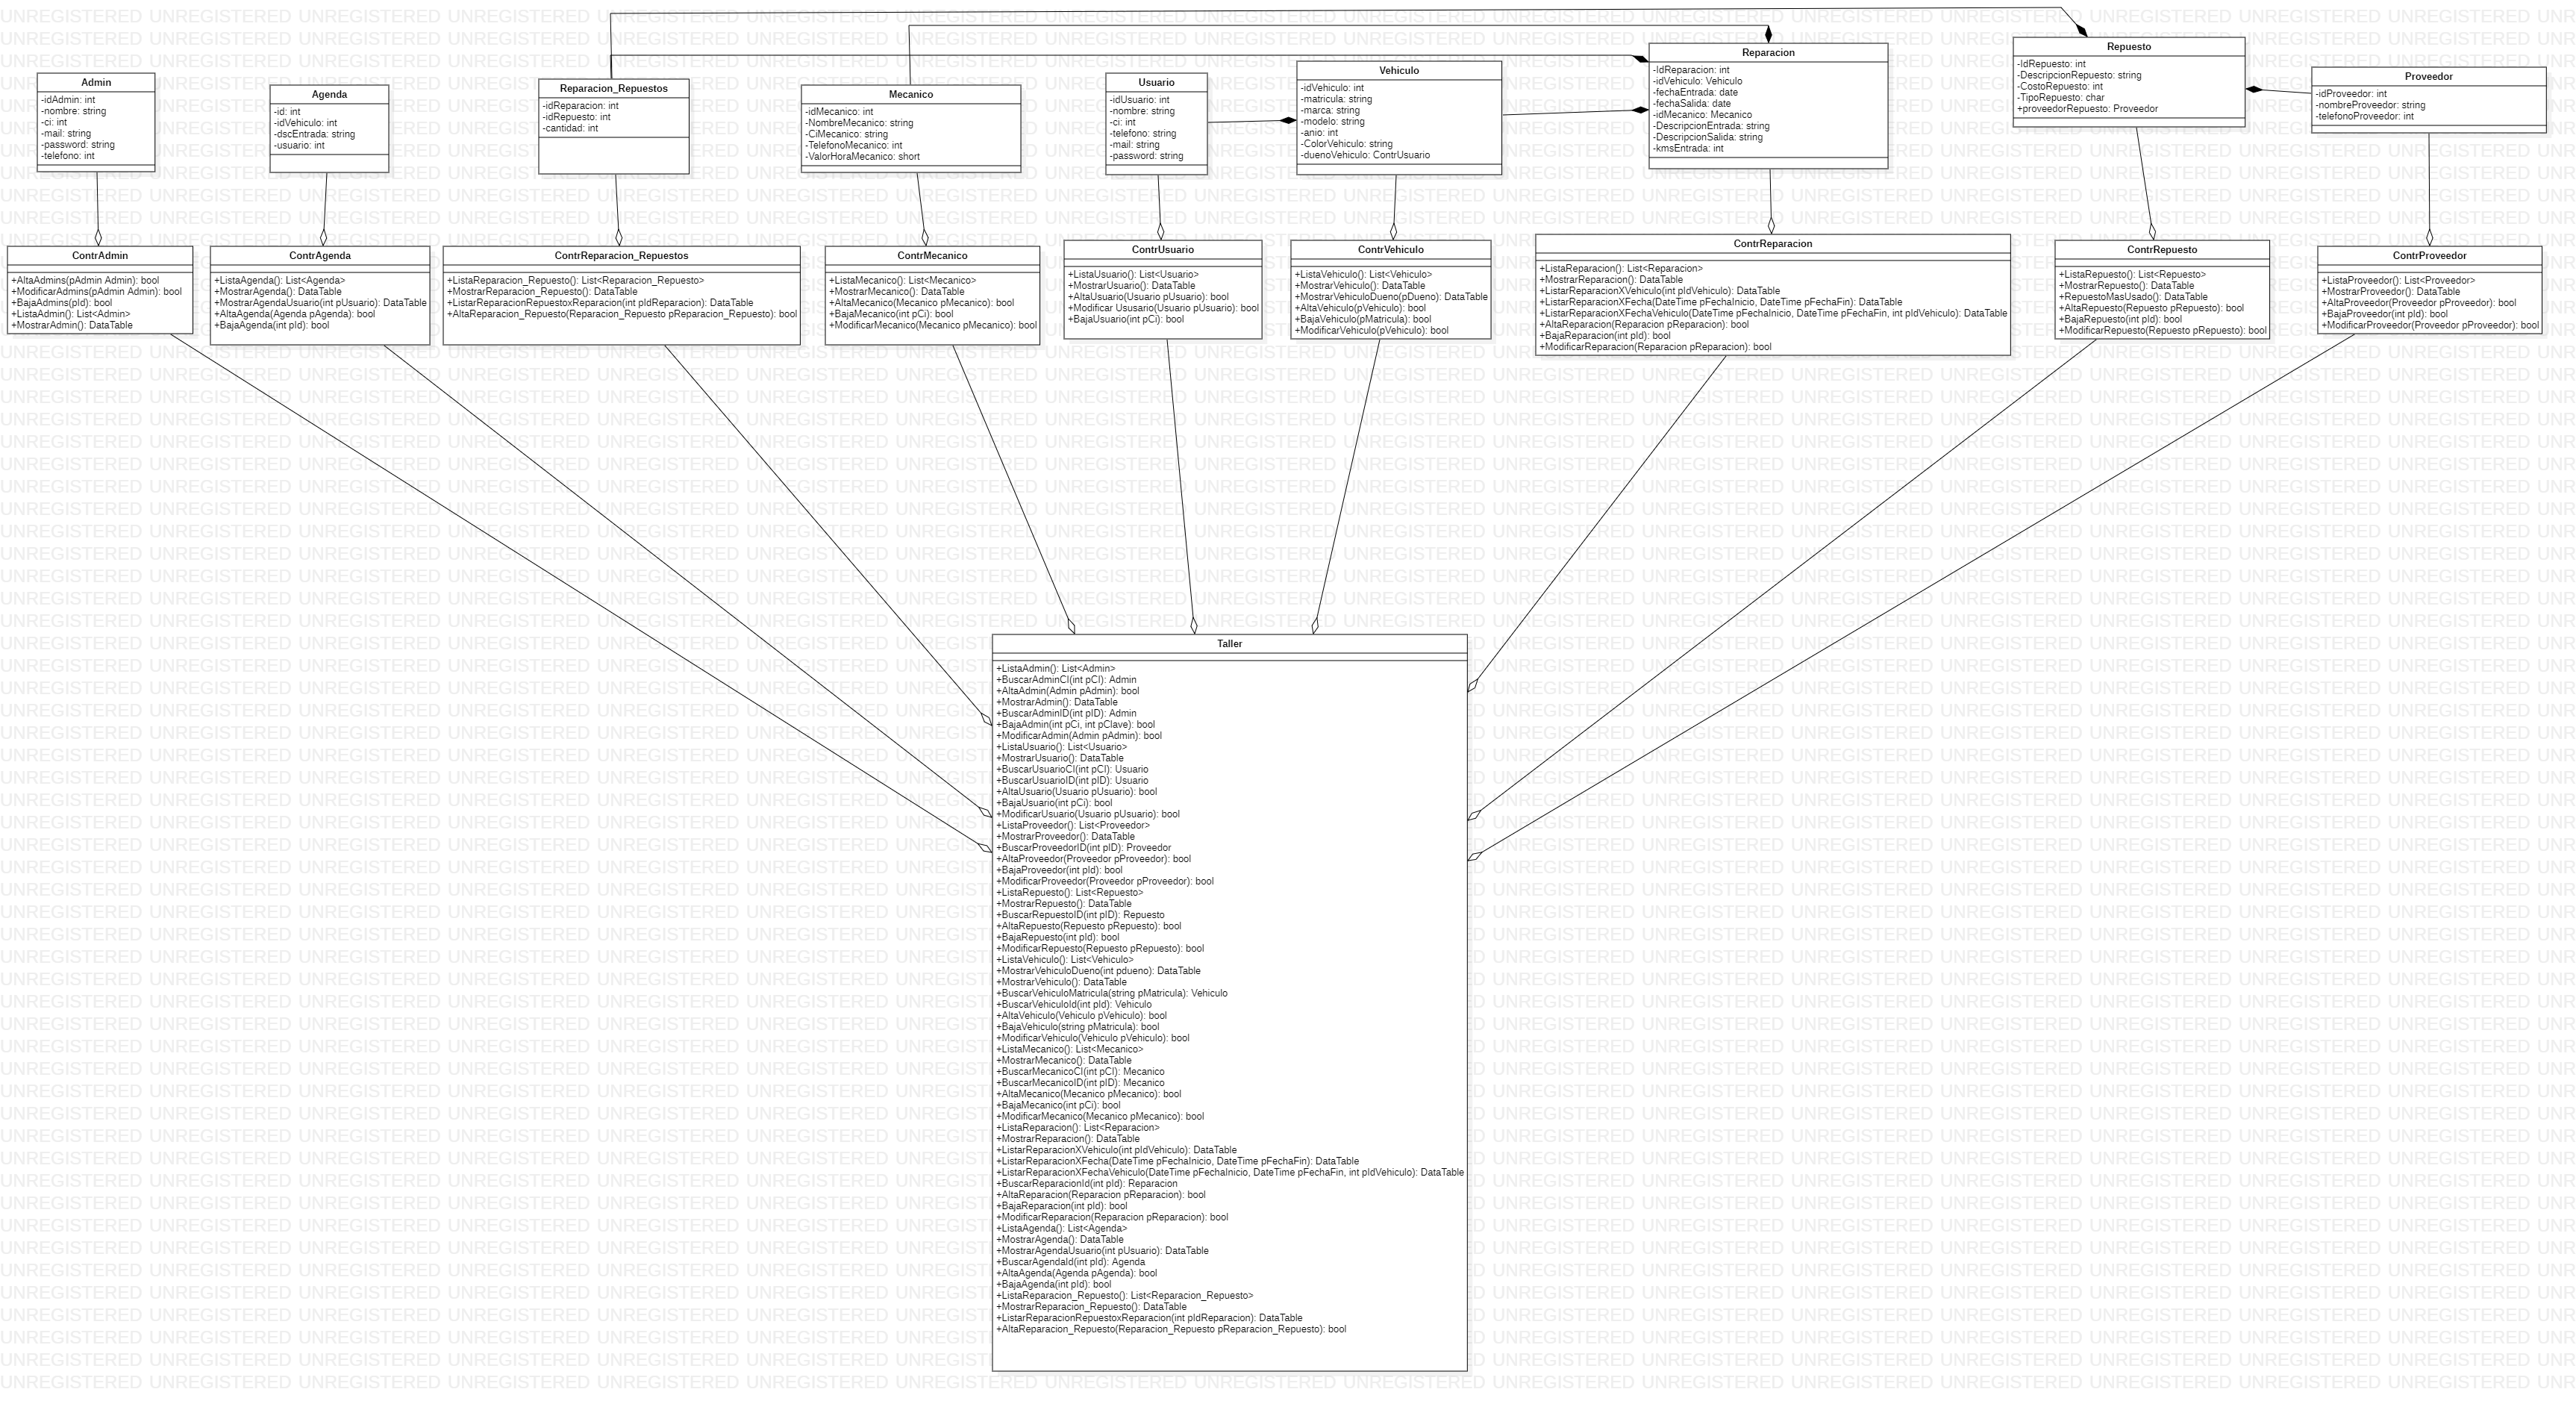 Admin
-idAdmin: int
-nombre: string
-ci: int
-mail: string
-password: string
-telefono: int
Agenda
-id: int
-idVehiculo: int
-dscEntrada: string
-usuario: int
Reparacion_Repuestos
-idReparacion: int
-idRepuesto: int
-cantidad: int
Mecanico
-idMecanico: int
-NombreMecanico: string
-CiMecanico: string
-TelefonoMecanico: int
-ValorHoraMecanico: short
Usuario
-idUsuario: int
-nombre: string
-ci: int
-telefono: string
-mail: string
-password: string
Vehiculo
-idVehiculo: int
-matricula: string
-marca: string
-modelo: string
-anio: int
-ColorVehiculo: string
-duenoVehiculo: ContrUsuario
Reparacion
-IdReparacion: int
-idVehiculo: Vehiculo
-fechaEntrada: date
-fechaSalida: date
-idMecanico: Mecanico
-DescripcionEntrada: string
-DescripcionSalida: string
-kmsEntrada: int
Repuesto
-IdRepuesto: int
-DescripcionRepuesto: string
-CostoRepuesto: int
-TipoRepuesto: char
+proveedorRepuesto: Proveedor
Proveedor
-idProveedor: int
-nombreProveedor: string
-telefonoProveedor: int
ContrAdmin
+AltaAdmins(pAdmin Admin): bool
+ModificarAdmins(pAdmin Admin): bool
+BajaAdmins(pId): bool
+ListaAdmin(): List<Admin>
+MostrarAdmin(): DataTable
ContrAgenda
+ListaAgenda(): List<Agenda>
+MostrarAgenda(): DataTable
+MostrarAgendaUsuario(int pUsuario): DataTable
+AltaAgenda(Agenda pAgenda): bool
+BajaAgenda(int pId): bool
ContrReparacion_Repuestos
+ListaReparacion_Repuesto(): List<Reparacion_Repuesto>
+MostrarReparacion_Repuesto(): DataTable
+ListarReparacionRepuestoxReparacion(int pIdReparacion): DataTable
+AltaReparacion_Repuesto(Reparacion_Repuesto pReparacion_Repuesto): bool
ContrMecanico
+ListaMecanico(): List<Mecanico>
+MostrarMecanico(): DataTable
+AltaMecanico(Mecanico pMecanico): bool
+BajaMecanico(int pCi): bool
+ModificarMecanico(Mecanico pMecanico): bool
ContrUsuario
+ListaUsuario(): List<Usuario>
+MostrarUsuario(): DataTable
+AltaUsuario(Usuario pUsuario): bool
+Modificar Ususario(Usuario pUsuario): bool
+BajaUsuario(int pCi): bool
ContrVehiculo
+ListaVehiculo(): List<Vehiculo>
+MostrarVehiculo(): DataTable
+MostrarVehiculoDueno(pDueno): DataTable
+AltaVehiculo(pVehiculo): bool
+BajaVehiculo(pMatricula): bool
+ModificarVehiculo(pVehiculo): bool
ContrReparacion
+ListaReparacion(): List<Reparacion>
+MostrarReparacion(): DataTable
+ListarReparacionXVehiculo(int pIdVehiculo): DataTable
+ListarReparacionXFecha(DateTime pFechaInicio, DateTime pFechaFin): DataTable
+ListarReparacionXFechaVehiculo(DateTime pFechaInicio, DateTime pFechaFin, int pIdVehiculo): DataTable
+AltaReparacion(Reparacion pReparacion): bool
+BajaReparacion(int pId): bool
+ModificarReparacion(Reparacion pReparacion): bool
ContrRepuesto
+ListaRepuesto(): List<Repuesto>
+MostrarRepuesto(): DataTable
+RepuestoMasUsado(): DataTable
+AltaRepuesto(Repuesto pRepuesto): bool
+BajaRepuesto(int pId): bool
+ModificarRepuesto(Repuesto pRepuesto): bool
ContrProveedor
+ListaProveedor(): List<Proveedor>
+MostrarProveedor(): DataTable
+AltaProveedor(Proveedor pProveedor): bool
+BajaProveedor(int pId): bool
+ModificarProveedor(Proveedor pProveedor): bool
Taller
+ListaAdmin(): List<Admin>
+BuscarAdminCI(int pCI): Admin
+AltaAdmin(Admin pAdmin): bool
+MostrarAdmin(): DataTable
+BuscarAdminID(int pID): Admin
+BajaAdmin(int pCi, int pClave): bool
+ModificarAdmin(Admin pAdmin): bool
+ListaUsuario(): List<Usuario>
+MostrarUsuario(): DataTable
+BuscarUsuarioCI(int pCI): Usuario
+BuscarUsuarioID(int pID): Usuario
+AltaUsuario(Usuario pUsuario): bool
+BajaUsuario(int pCi): bool
+ModificarUsuario(Usuario pUsuario): bool
+ListaProveedor(): List<Proveedor>
+MostrarProveedor(): DataTable
+BuscarProveedorID(int pID): Proveedor
+AltaProveedor(Proveedor pProveedor): bool
+BajaProveedor(int pId): bool
+ModificarProveedor(Proveedor pProveedor): bool
+ListaRepuesto(): List<Repuesto>
+MostrarRepuesto(): DataTable
+BuscarRepuestoID(int pID): Repuesto
+AltaRepuesto(Repuesto pRepuesto): bool
+BajaRepuesto(int pId): bool
+ModificarRepuesto(Repuesto pRepuesto): bool
+ListaVehiculo(): List<Vehiculo>
+MostrarVehiculoDueno(int pdueno): DataTable
+MostrarVehiculo(): DataTable
+BuscarVehiculoMatricula(string pMatricula): Vehiculo
+BuscarVehiculoId(int pId): Vehiculo
+AltaVehiculo(Vehiculo pVehiculo): bool
+BajaVehiculo(string pMatricula): bool
+ModificarVehiculo(Vehiculo pVehiculo): bool
+ListaMecanico(): List<Mecanico>
+MostrarMecanico(): DataTable
+BuscarMecanicoCI(int pCI): Mecanico
+BuscarMecanicoID(int pID): Mecanico
+AltaMecanico(Mecanico pMecanico): bool
+BajaMecanico(int pCi): bool
+ModificarMecanico(Mecanico pMecanico): bool
+ListaReparacion(): List<Reparacion>
+MostrarReparacion(): DataTable
+ListarReparacionXVehiculo(int pIdVehiculo): DataTable
+ListarReparacionXFecha(DateTime pFechaInicio, DateTime pFechaFin): DataTable
+ListarReparacionXFechaVehiculo(DateTime pFechaInicio, DateTime pFechaFin, int pIdVehiculo): DataTable
+BuscarReparacionId(int pId): Reparacion
+AltaReparacion(Reparacion pReparacion): bool
+BajaReparacion(int pId): bool
+ModificarReparacion(Reparacion pReparacion): bool
+ListaAgenda(): List<Agenda>
+MostrarAgenda(): DataTable
+MostrarAgendaUsuario(int pUsuario): DataTable
+BuscarAgendaId(int pId): Agenda
+AltaAgenda(Agenda pAgenda): bool
+BajaAgenda(int pId): bool
+ListaReparacion_Repuesto(): List<Reparacion_Repuesto>
+MostrarReparacion_Repuesto(): DataTable
+ListarReparacionRepuestoxReparacion(int pIdReparacion): DataTable
+AltaReparacion_Repuesto(Reparacion_Repuesto pReparacion_Repuesto): bool